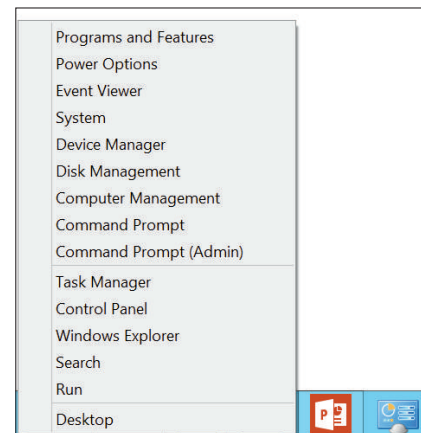 Programs and Features
Power Options
Event Viewer
System
Device Manager
Disk Management
Computer Management
Command Prompt
Command Prompt (Admin)
Task Manager
Control Panel
Windows Explorer
Search
Run
Desktop
P